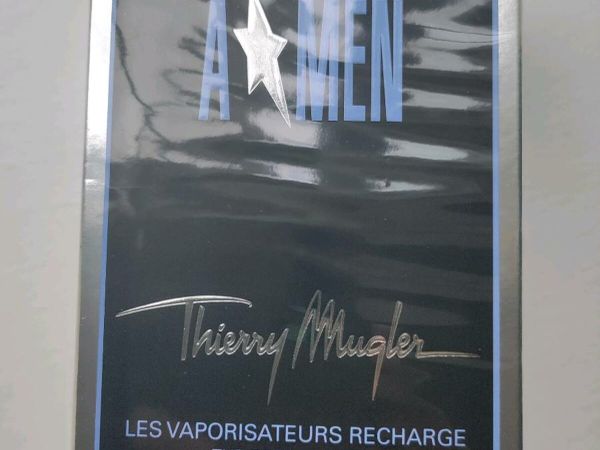 A★MEN
Thierry Mugler
LES VAPORISATEURS RECHARGE